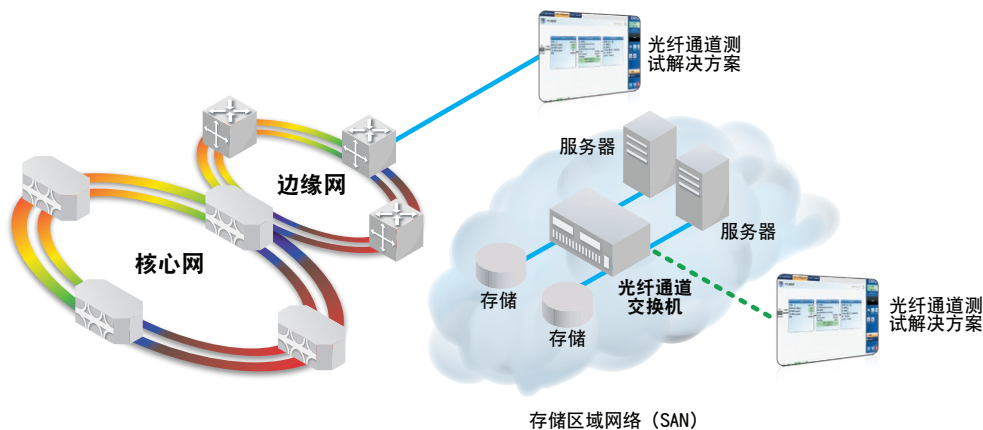 光纤通道测
试解决方案
服务器
边缘网
服务器
核心网
存储
光纤通道
交换机
光纤通道测
试解决方案
存储
存储区域网络（SAN）